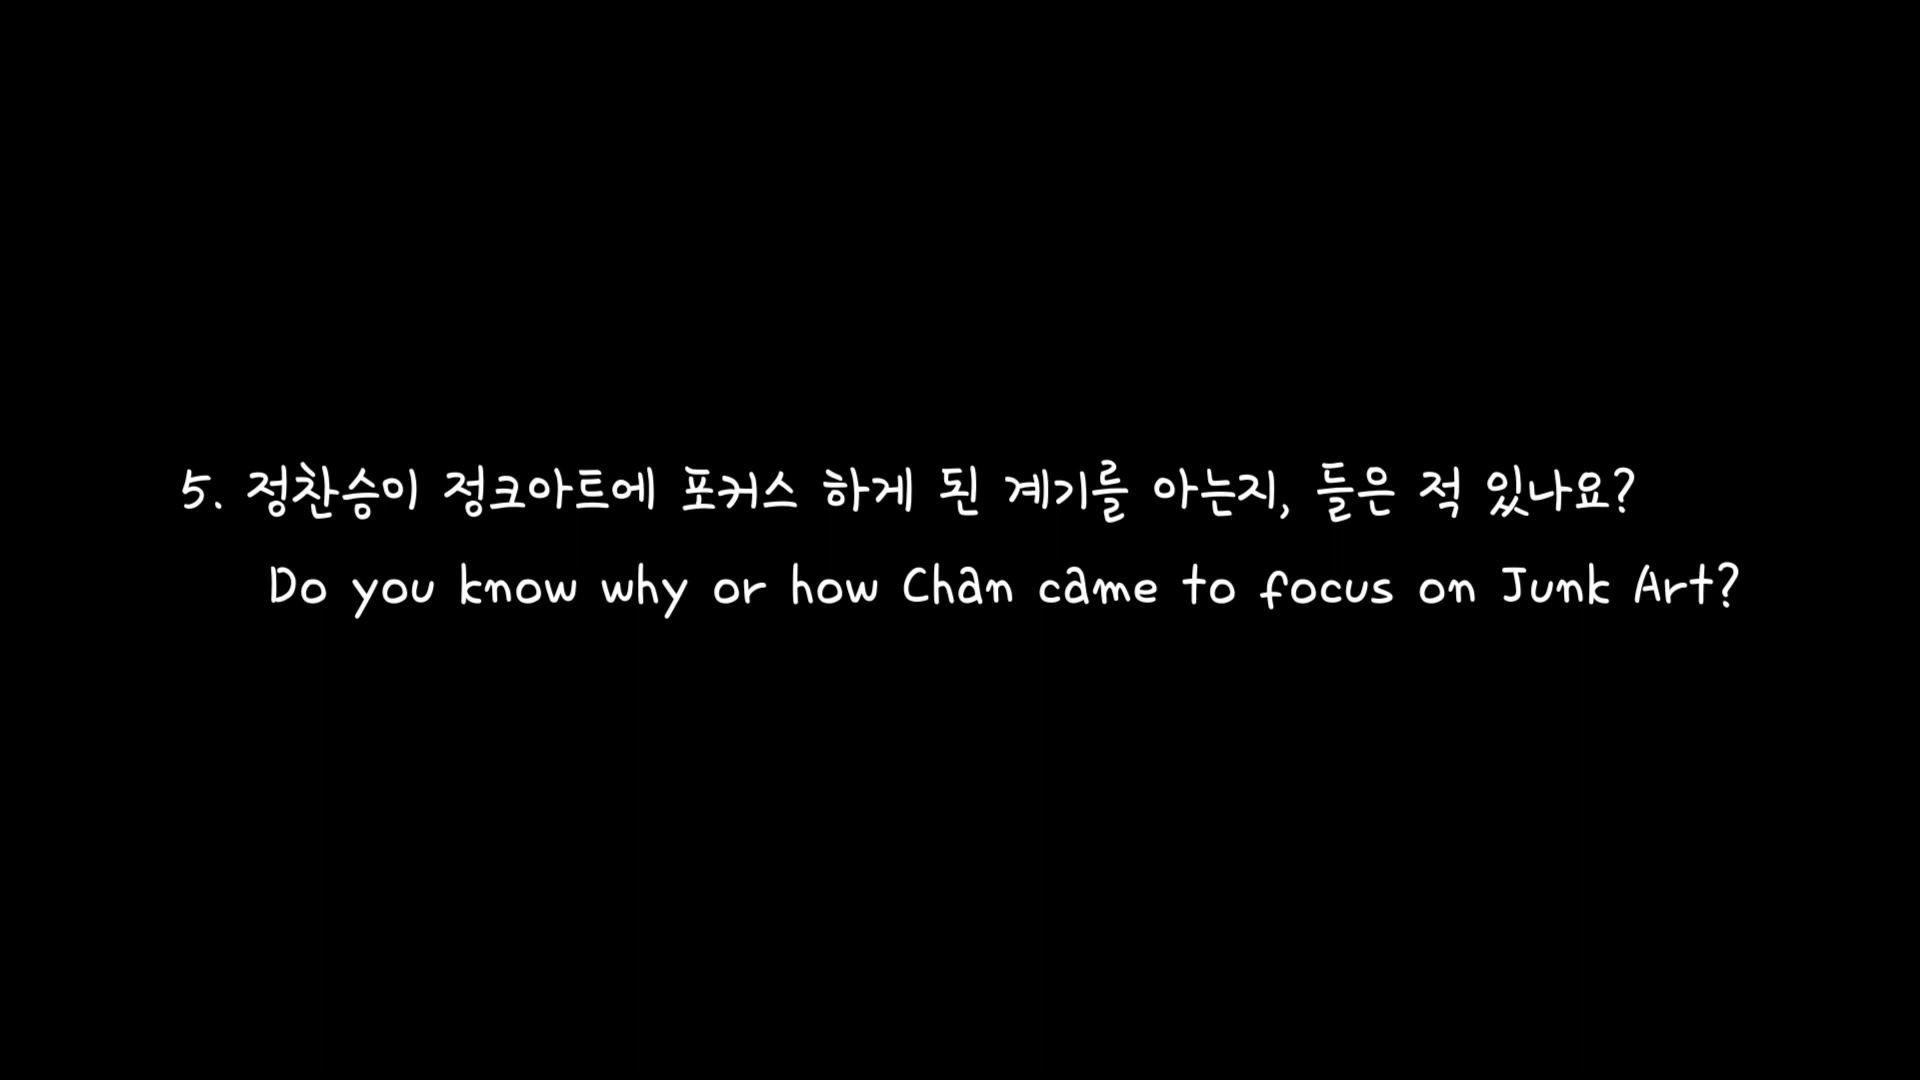 5. 정찬승이 정크아트에 포커스 하게 된 계기를 아는지, 들은 적 있나요?
Do you know why or how Chan came to focus on Junk Art?